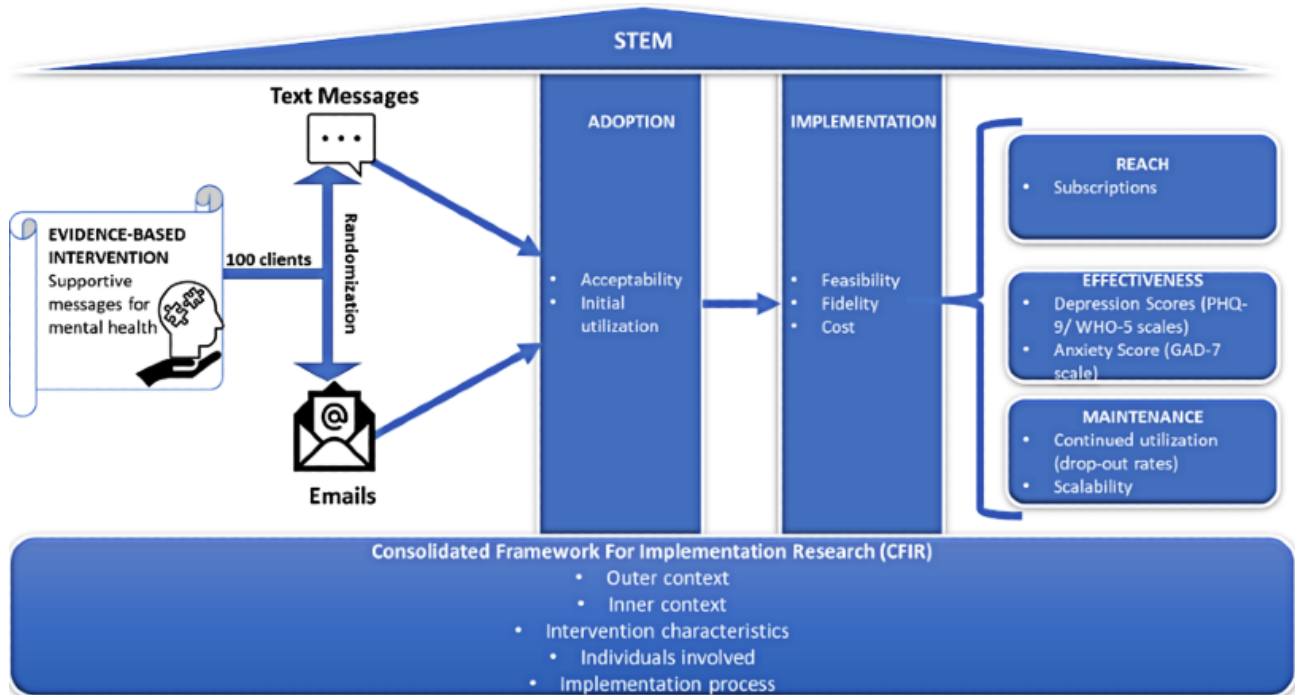 STEM
Text Messages
EVIDENCE-BASED
INTERVENTION
Supportive
messages for
mental health
100 clients
Randomization
@
Emails
ADOPTION
• Acceptability
• Initial
utilization
IMPLEMENTATION
• Feasibility
• Fidelity
• Cost
REACH
• Subscriptions
EFFECTIVENESS
• Depression Scores (PHQ-
9/ WHO-5 scales)
• Anxiety Score (GAD-7
scale)
MAINTENANCE
• Continued utilization
(drop-out rates)
• Scalability
Consolidated Framework For Implementation Research (CFIR)
• Outer context
• Inner context
• Intervention characteristics
• Individuals involved
• Implementation process